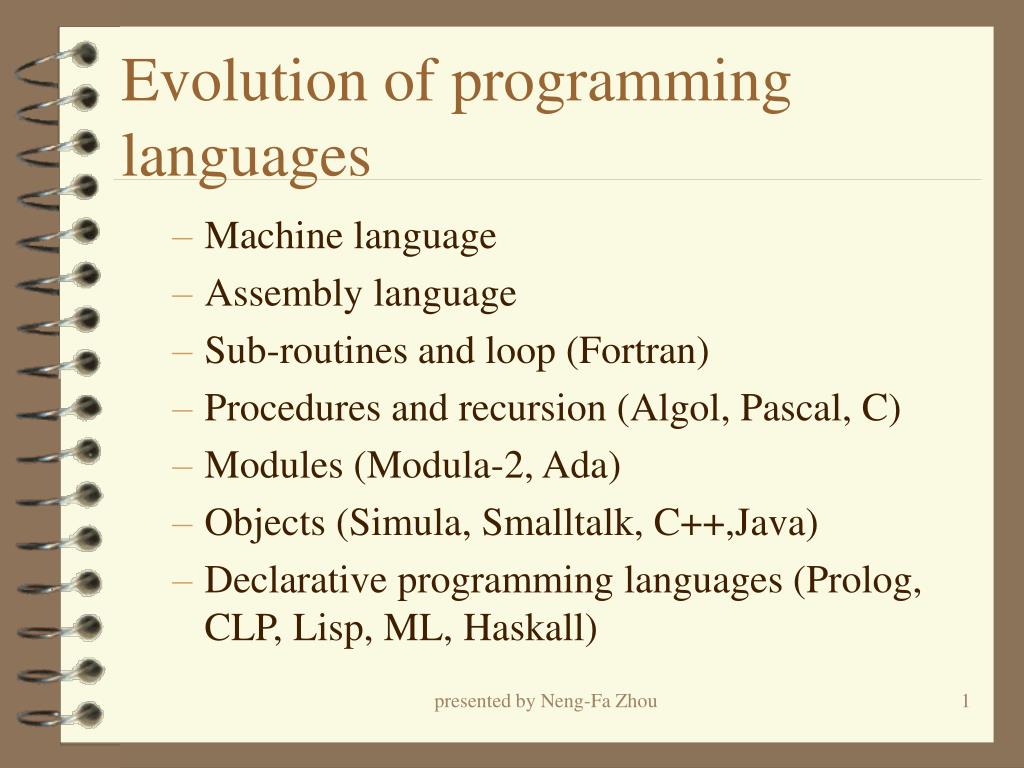 Evolution of programming
languages
– Machine language
– Assembly language
– Sub-routines and loop (Fortran)
– Procedures and recursion (Algol, Pascal, C)
– Modules (Modula-2, Ada)
– Objects (Simula, Smalltalk, C++,Java)
– Declarative programming languages (Prolog,
CLP, Lisp, ML, Haskall)
presented by Neng-Fa Zhou
1